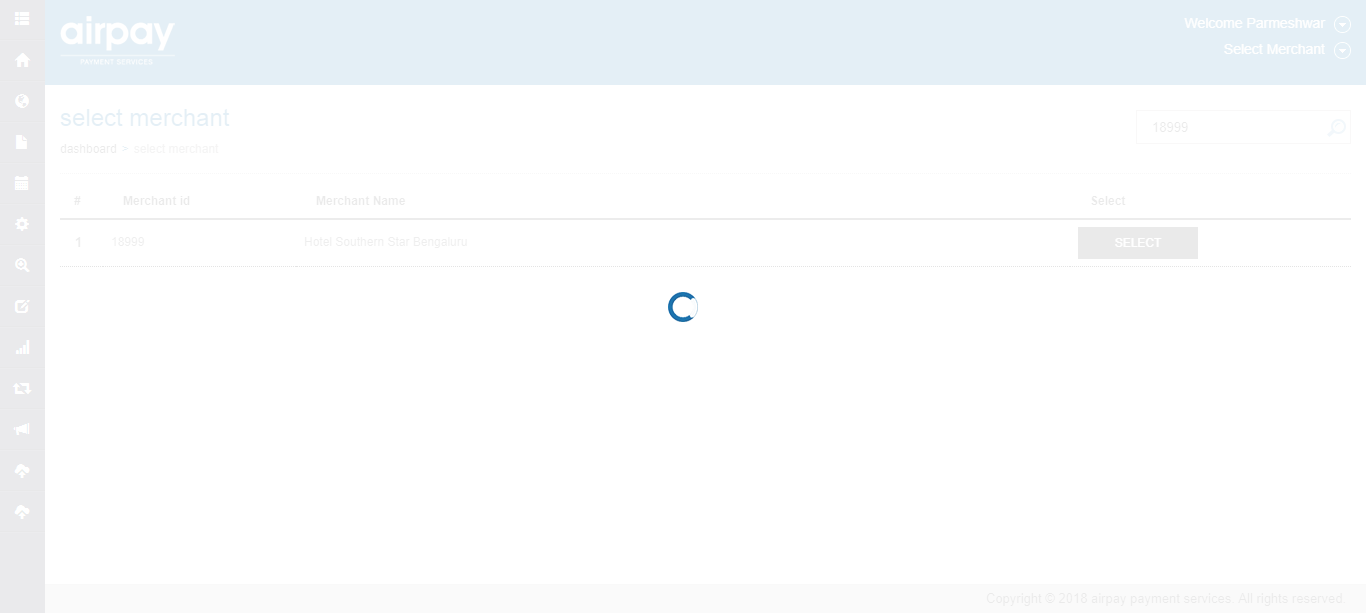 airpay
PAYMENT SERVICES
Welcome Parmeshwar
Select Merchant
select merchant
dashboard > select merchant
18999
# Merchant id Merchant Name Select
1 18999 Hotel Southern Star Bengaluru SELECT
Copyright © 2018 airpay payment services. All rights reserved